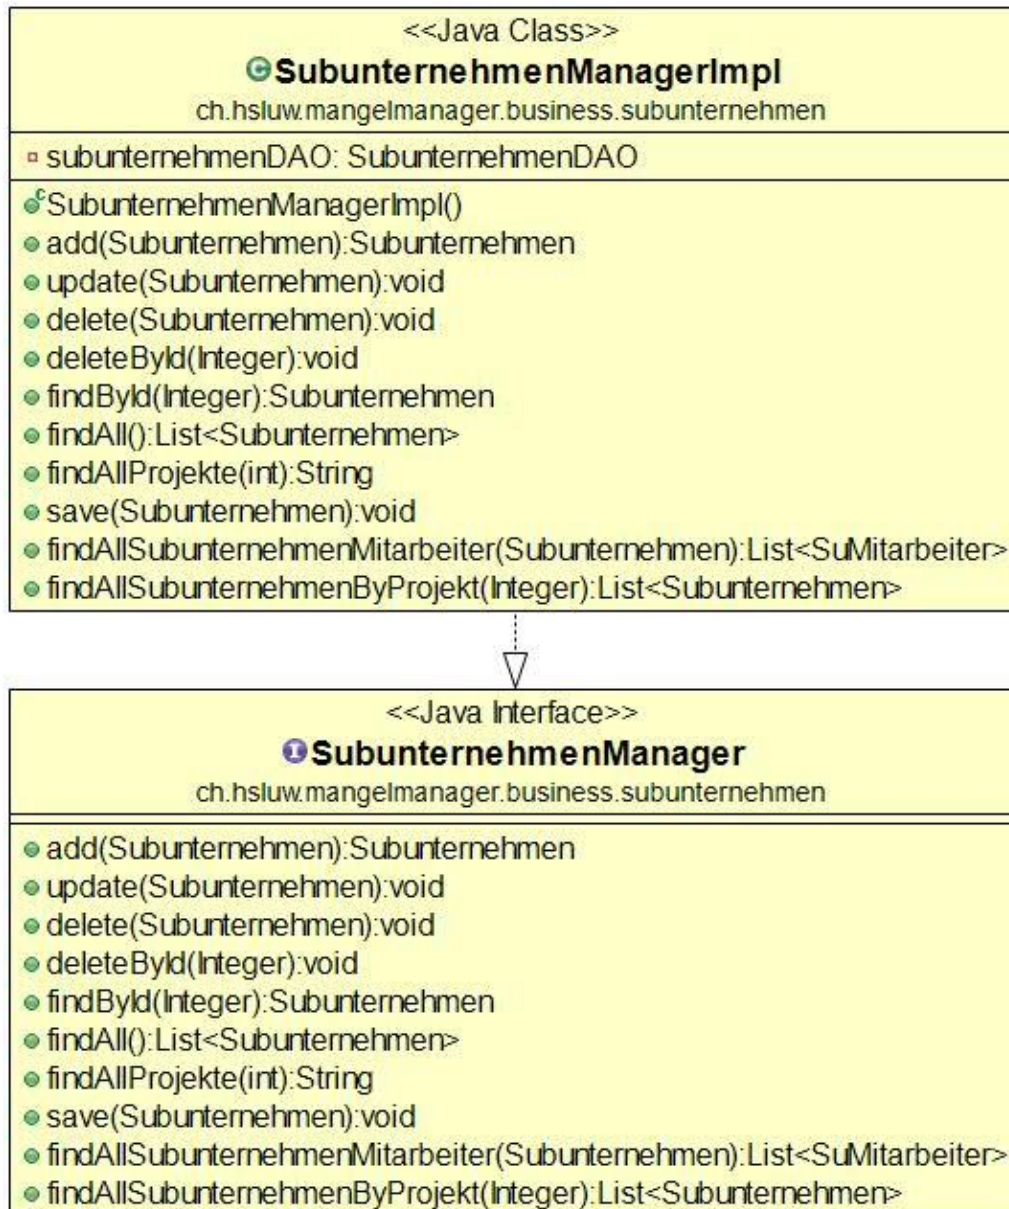 <<Java Class>>
SubunternehmenManagerImpl
ch.hsluw.mangelmanager.business.subunternehmen
subunternehmenDAO: SubunternehmenDAO
SubunternehmenManagerImpl()
add(Subunternehmen):Subunternehmen
update(Subunternehmen):void
delete(Subunternehmen):void
deleteById(Integer):void
findById(Integer):Subunternehmen
findAll():List<Subunternehmen>
findAllProjekte(int):String
save(Subunternehmen):void
findAllSubunternehmenMitarbeiter(Subunternehmen):List<SuMitarbeiter>
findAllSubunternehmenByProjekt(Integer):List<Subunternehmen>
<<Java Interface>>
SubunternehmenManager
ch.hsluw.mangelmanager.business.subunternehmen
add(Subunternehmen):Subunternehmen
update(Subunternehmen):void
delete(Subunternehmen):void
deleteById(Integer):void
findById(Integer):Subunternehmen
findAll():List<Subunternehmen>
findAllProjekte(int):String
save(Subunternehmen):void
findAllSubunternehmenMitarbeiter(Subunternehmen):List<SuMitarbeiter>
findAllSubunternehmenByProjekt(Integer):List<Subunternehmen>